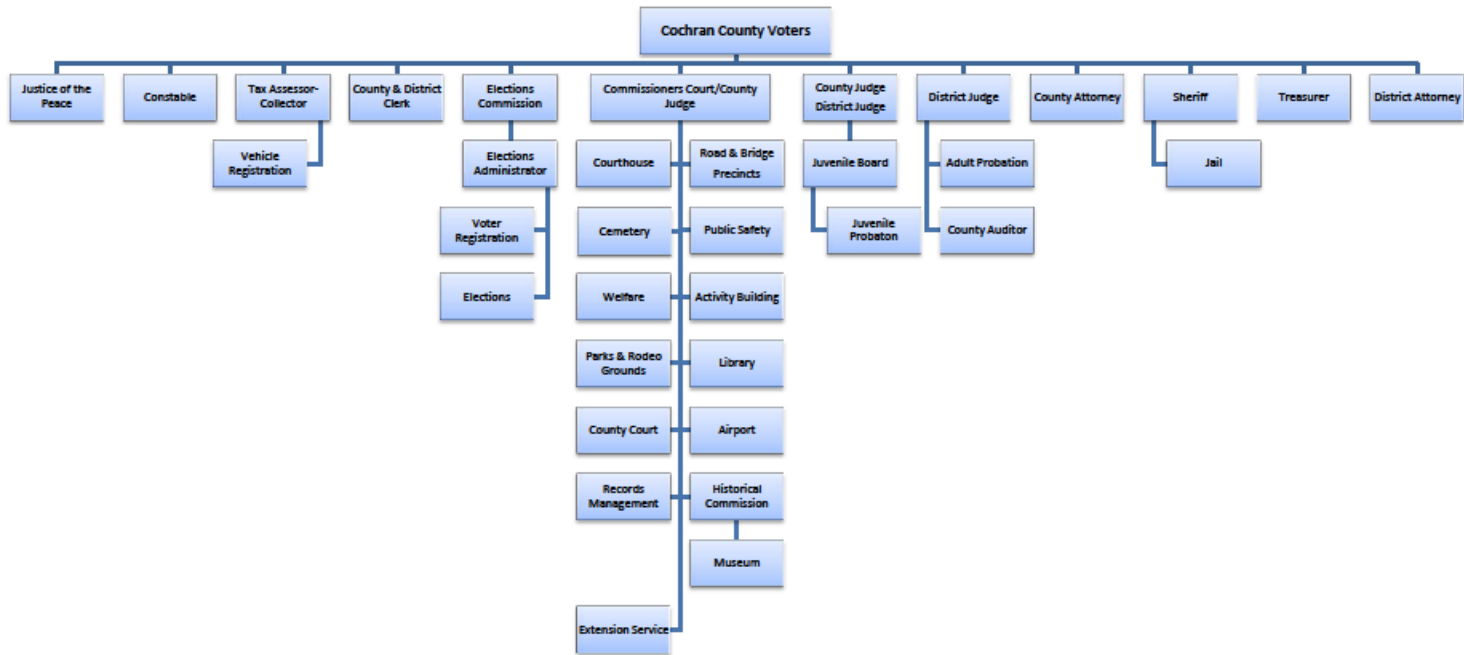 Cochran County Voters
Justice of the
Peace
Constable
Tax Assessor-
Collector
County & District
Clerk
Elections
Commission
Commissioners Court/County
Judge
County Judge
District Judge
District Judge
County Attorney
Sheriff
Treasurer
District Attorney
Vehicle
Registration
Elections
Administrator
Courthouse
Road & Bridge
Precincts
Juvenile Board
Adult Probation
Jail
Voter
Registration
Cemetery
Public Safety
Juvenile
Probaton
County Auditor
Elections
Welfare
Activity Building
Parks & Rodeo
Grounds
Library
County Court
Airport
Records
Management
Historical
Commission
Museum
Extension Service